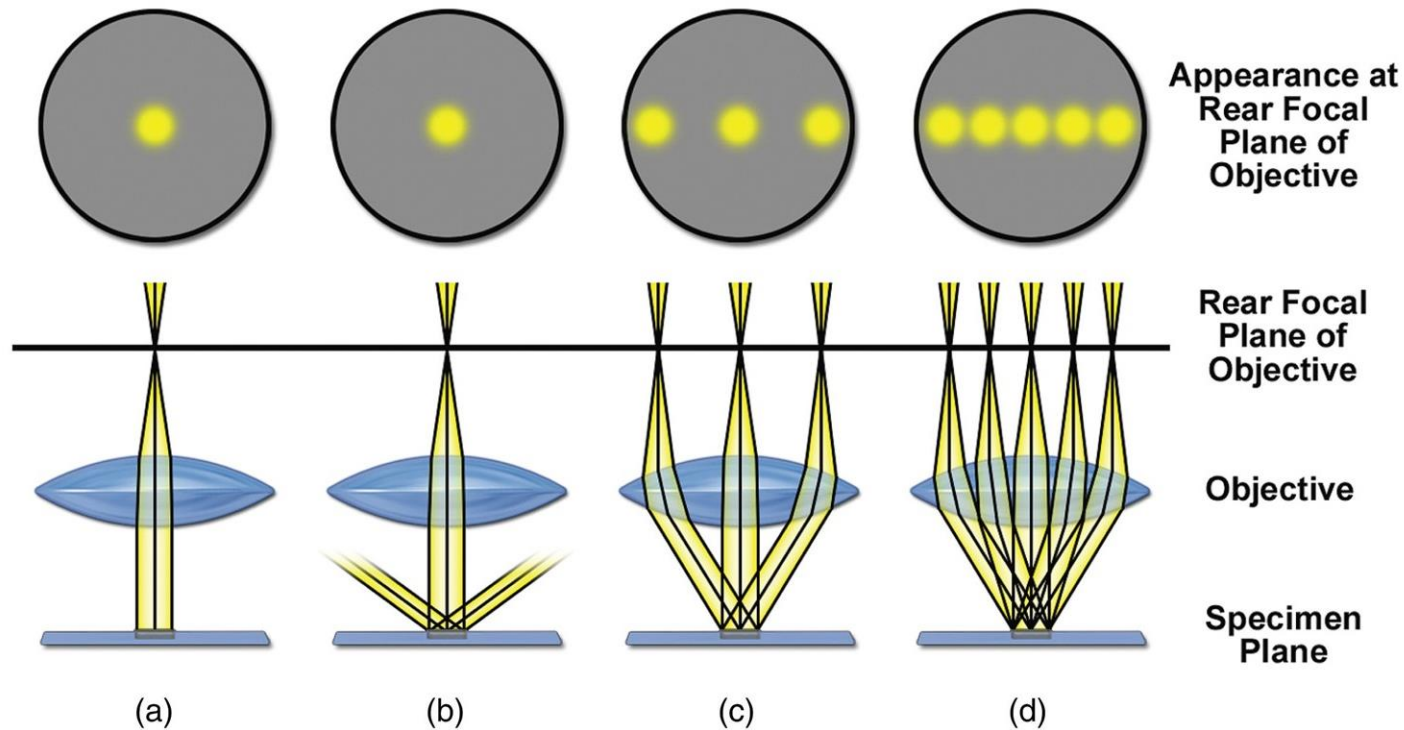 Appearance at
Rear Focal
Plane of
Objective
Rear Focal
Plane of
Objective
Objective
Specimen
Plane
(a)
(b)
(c)
(d)